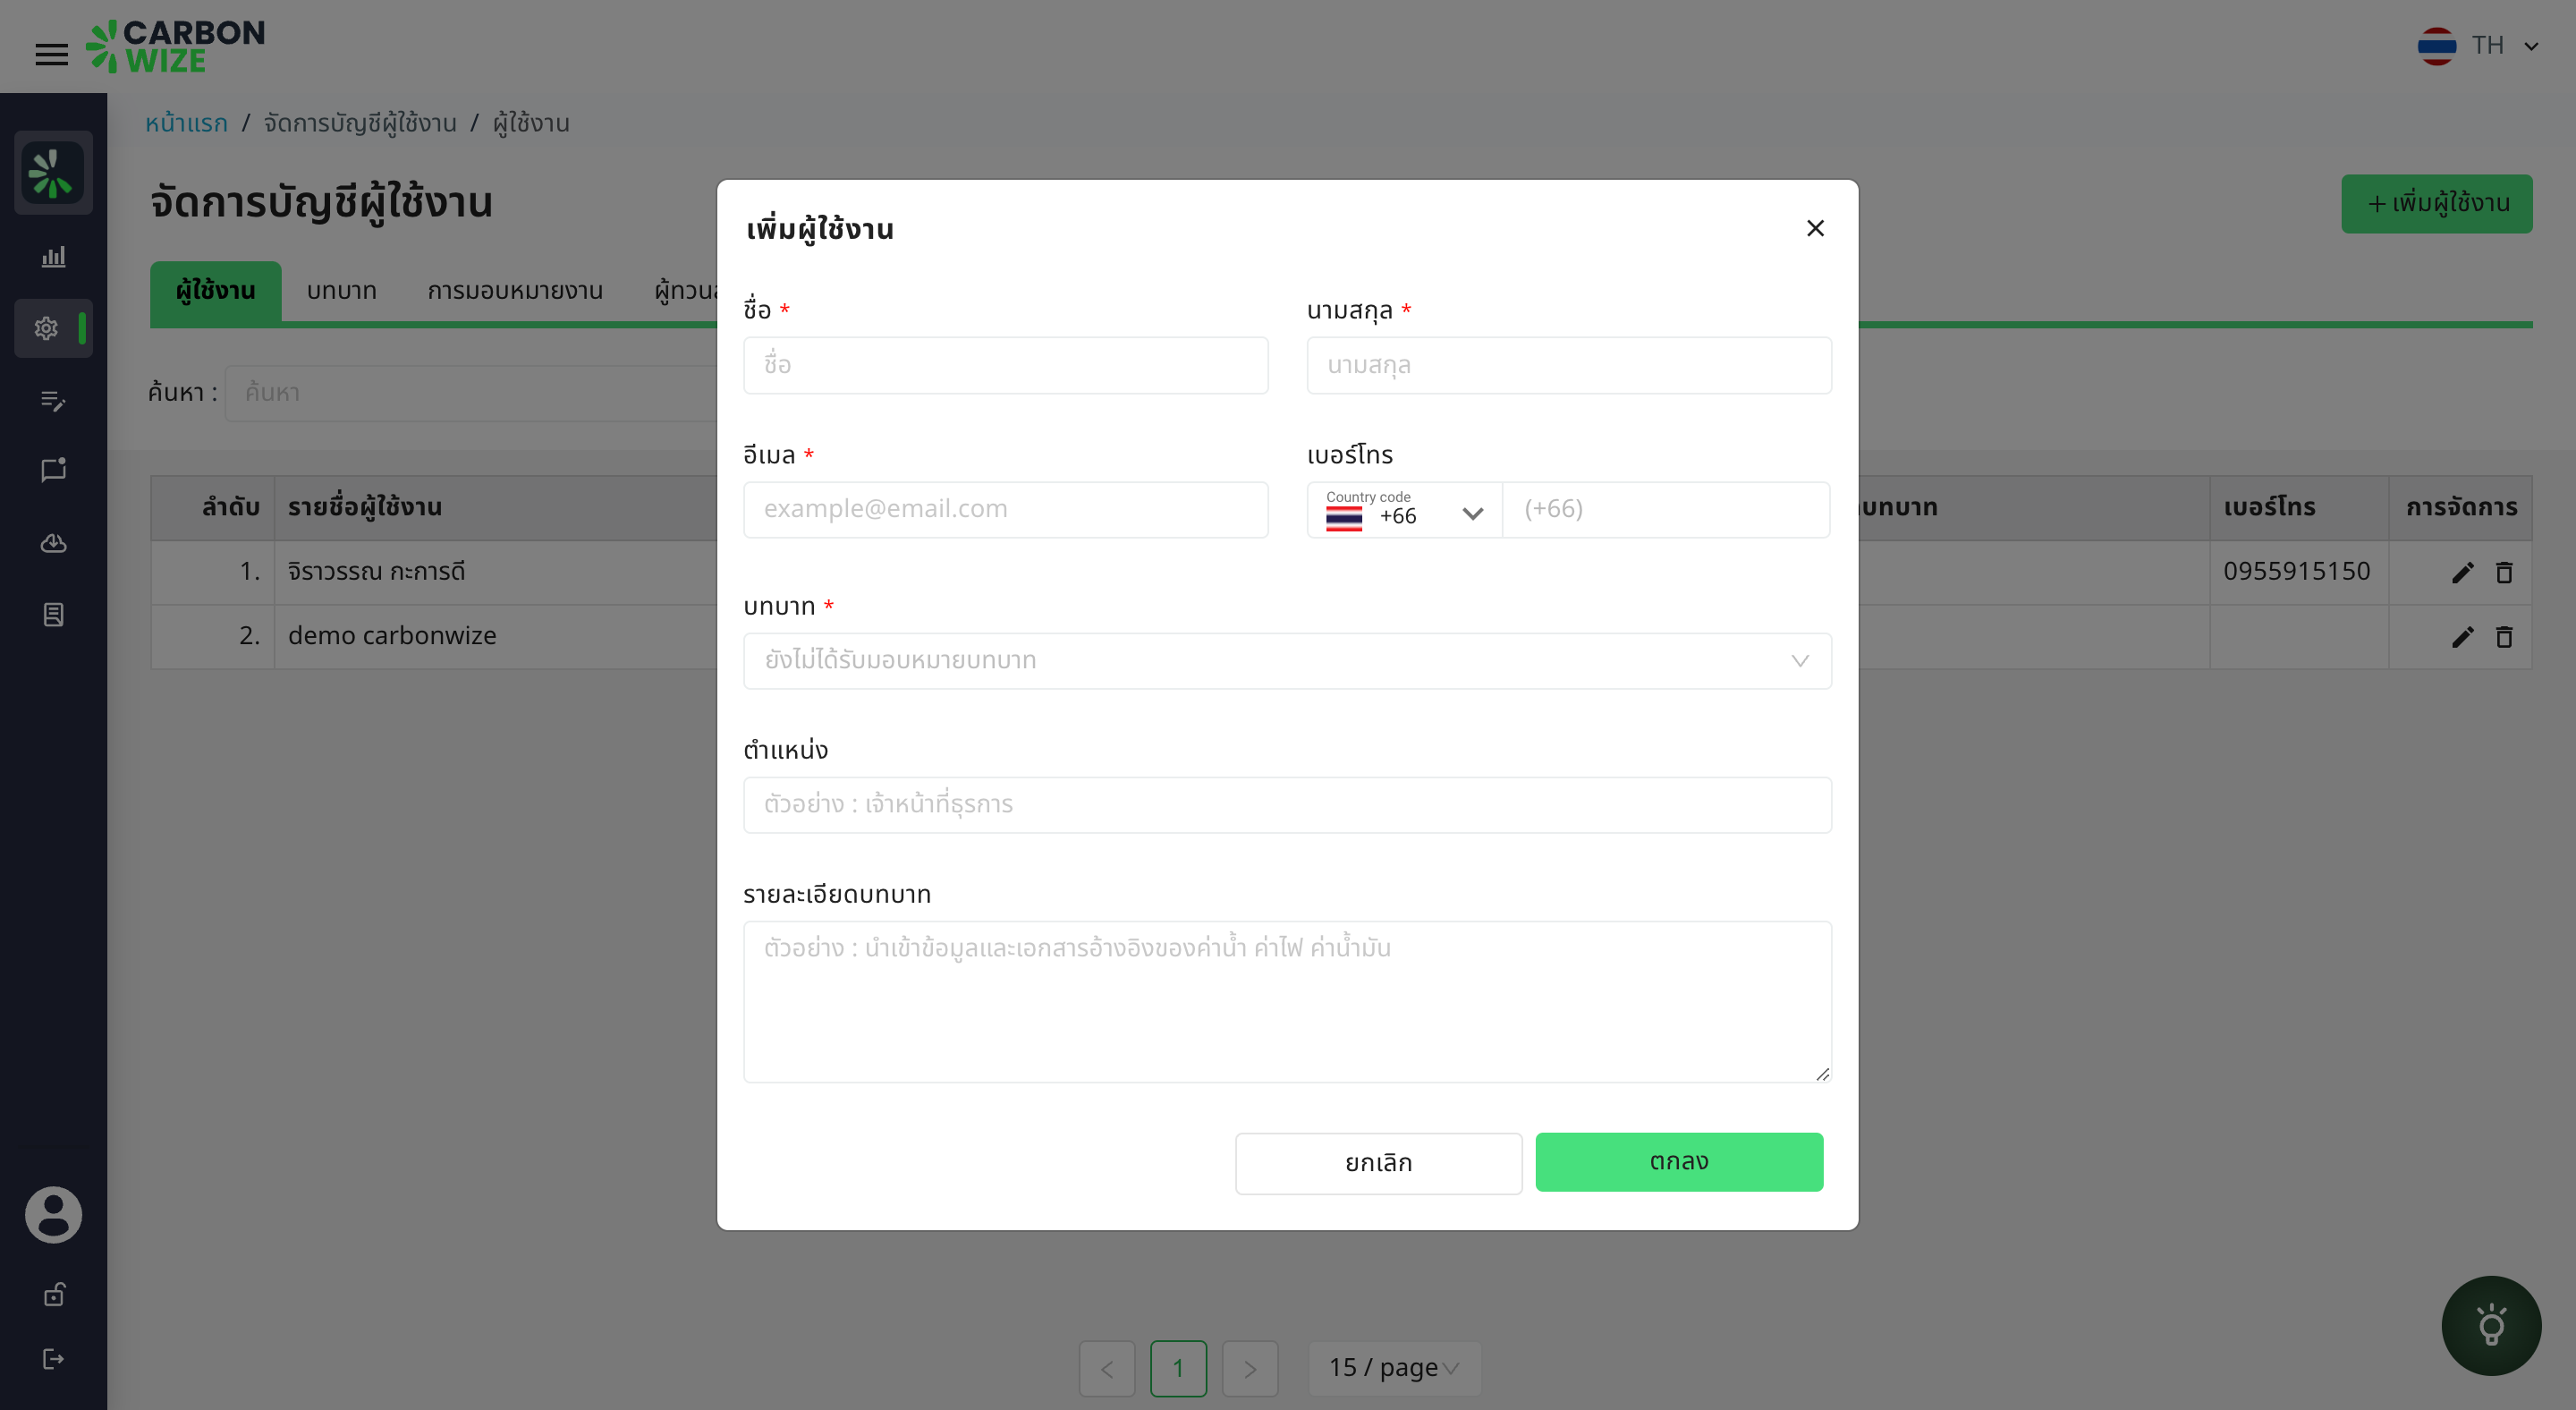 CARBON
WIZE
TH
หน้าแรก / จัดการบัญชีผู้ใช้งาน / ผู้ใช้งาน
จัดการบัญชีผู้ใช้งาน
+ เพิ่มผู้ใช้งาน
ผู้ใช้งาน บทบาท การมอบหมายงาน
ค้นหา : ค้นหา
ลำดับ รายชื่อผู้ใช้งาน บทบาท เบอร์โทร การจัดการ
1. จิราวรรณ กะการดี 0955915150
2. demo carbonwize
เพิ่มผู้ใช้งาน
ชื่อ * นามสกุล *
ชื่อ นามสกุล
อีเมล * เบอร์โทร
example@email.com Country code +66 (+66)
บทบาท *
ยังไม่ได้รับมอบหมายบทบาท
ตำแหน่ง
ตัวอย่าง : เจ้าหน้าที่ธุรการ
รายละเอียดบทบาท
ตัวอย่าง : นำเข้าข้อมูลและเอกสารอ้างอิงของค่าน้ำ ค่าไฟ ค่าน้ำมัน
ยกเลิก ตกลง
< 1 > 15 / page